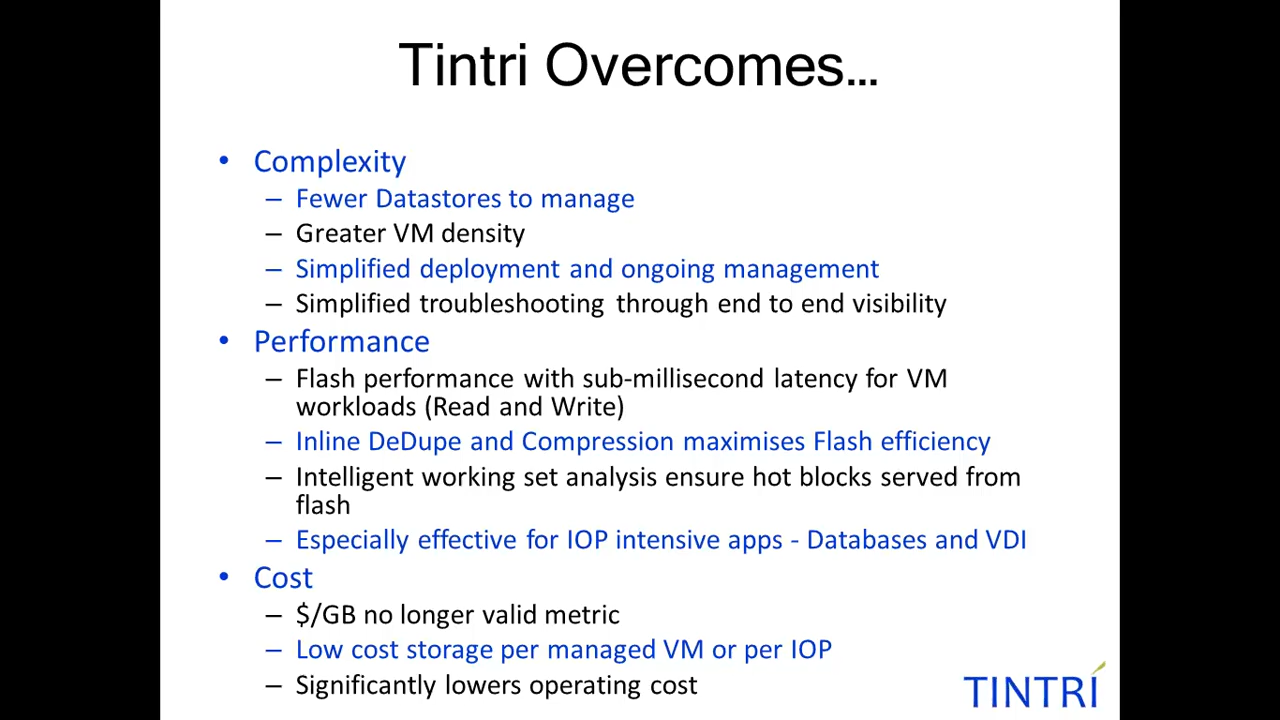 Tintri Overcomes...
• Complexity
– Fewer Datastores to manage
– Greater VM density
– Simplified deployment and ongoing management
– Simplified troubleshooting through end to end visibility
• Performance
– Flash performance with sub-millisecond latency for VM
workloads (Read and Write)
– Inline DeDupe and Compression maximises Flash efficiency
– Intelligent working set analysis ensure hot blocks served from
flash
– Especially effective for IOP intensive apps - Databases and VDI
• Cost
– $/GB no longer valid metric
– Low cost storage per managed VM or per IOP
– Significantly lowers operating cost
TINTRI